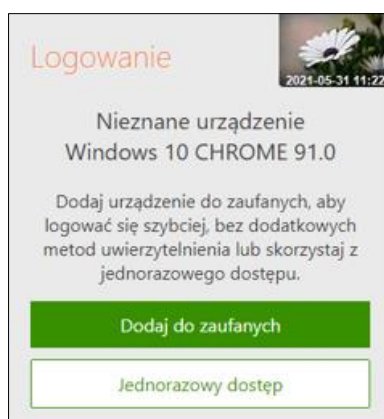 Logowanie
2021-05-31 11:22
Nieznane urządzenie
Windows 10 CHROME 91.0
Dodaj urządzenie do zaufanych, aby
logować się szybciej, bez dodatkowych
metod uwierzytelnienia lub skorzystaj z
jednorazowego dostępu.
Dodaj do zaufanych
Jednorazowy dostęp